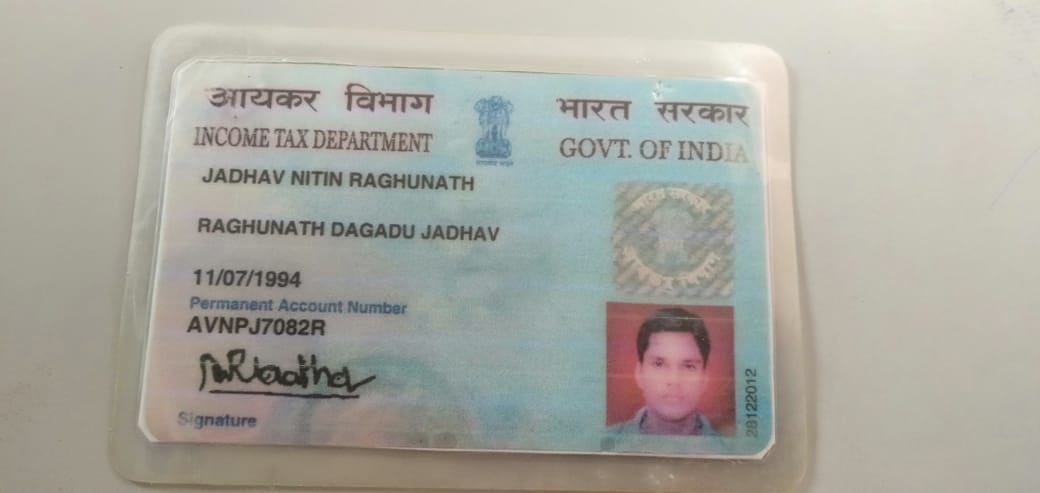 आयकर विभाग
भारत सरकार
INCOME TAX DEPARTMENT
GOVT. OF INDIA
JADHAV NITIN RAGHUNATH
RAGHUNATH DAGADU JADHAV
11/07/1994
Permanent Account Number
AVNPJ7082R
Signature
28122012